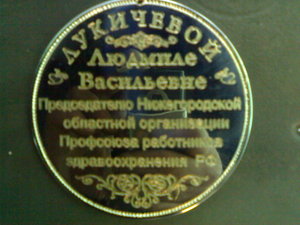 ЛУКИЧЕВОЙ
Людмиле
Васильевне
Председателю Нижегородской
областной организации
Профсоюза работников
здравоохранения РФ